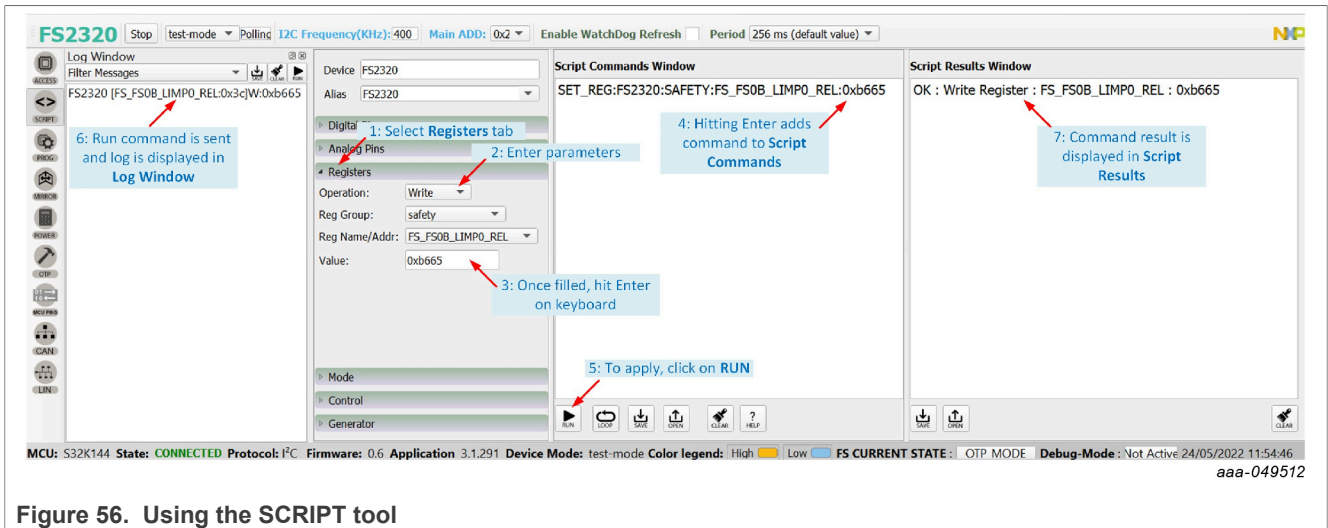 FS2320 Stop test-mode Polling I2C Frequency(KHz): 400 Main ADD: 0x2 Enable WatchDog Refresh Period 256 ms (default value) NXP
ACCESS
SCRIPT
PROG
MIRROR
POWER
OTP
MCU PINS
CAN
LIN
Log Window
Filter Messages SAVE CLEAR RUN
FS2320 [FS_FS0B_LIMP0_REL:0x3c]W:0xb665
6: Run command is sent
and log is displayed in
Log Window
Device FS2320
Alias FS2320
Digital
1: Select Registers tab
Analog Pins
2: Enter parameters
Registers
Operation: Write
Reg Group: safety
Reg Name/Addr: FS_FS0B_LIMP0_REL
Value: 0xb665
3: Once filled, hit Enter
on keyboard
Mode
Control
Generator
Script Commands Window
SET_REG:FS2320:SAFETY:FS_FS0B_LIMP0_REL:0xb665
4: Hitting Enter adds
command to Script
Commands
5: To apply, click on RUN
RUN LOOP SAVE OPEN CLEAR ? HELP
Script Results Window
OK : Write Register : FS_FS0B_LIMP0_REL : 0xb665
7: Command result is
displayed in Script
Results
SAVE OPEN CLEAR
MCU: S32K144 State: CONNECTED Protocol: I²C Firmware: 0.6 Application 3.1.291 Device Mode: test-mode Color legend: High Low FS CURRENT STATE : OTP MODE Debug-Mode : Not Active 24/05/2022 11:54:46
aaa-049512
Figure 56. Using the SCRIPT tool